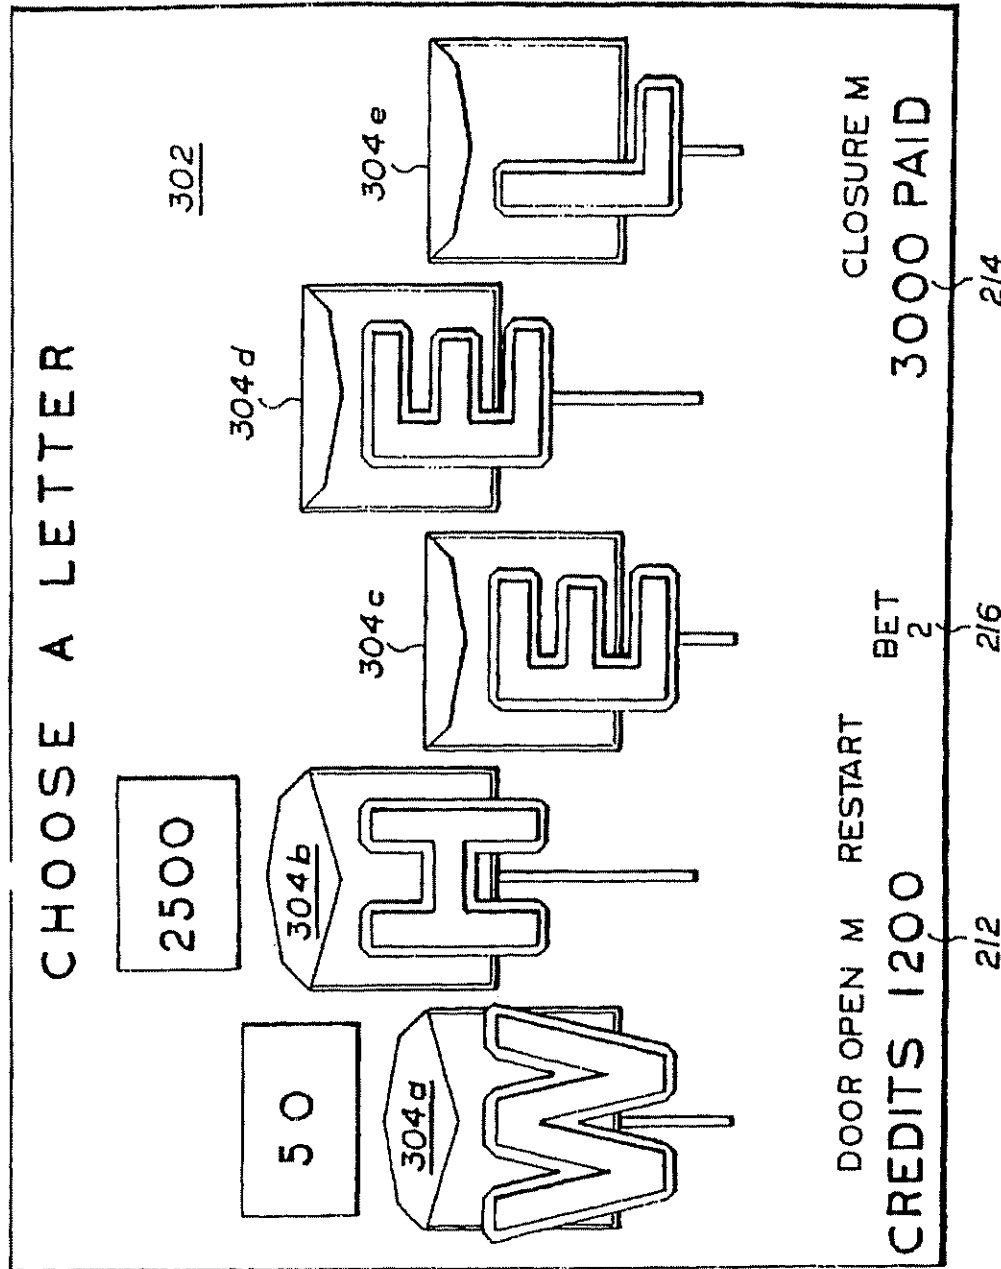 CHOOSE A LETTER
302
2500
50
304a
304b
304c
304d
304e
W H E E L
DOOR OPEN M RESTART
BET
CLOSURE M
CREDITS 1200
2
3000 PAID
212
216
214